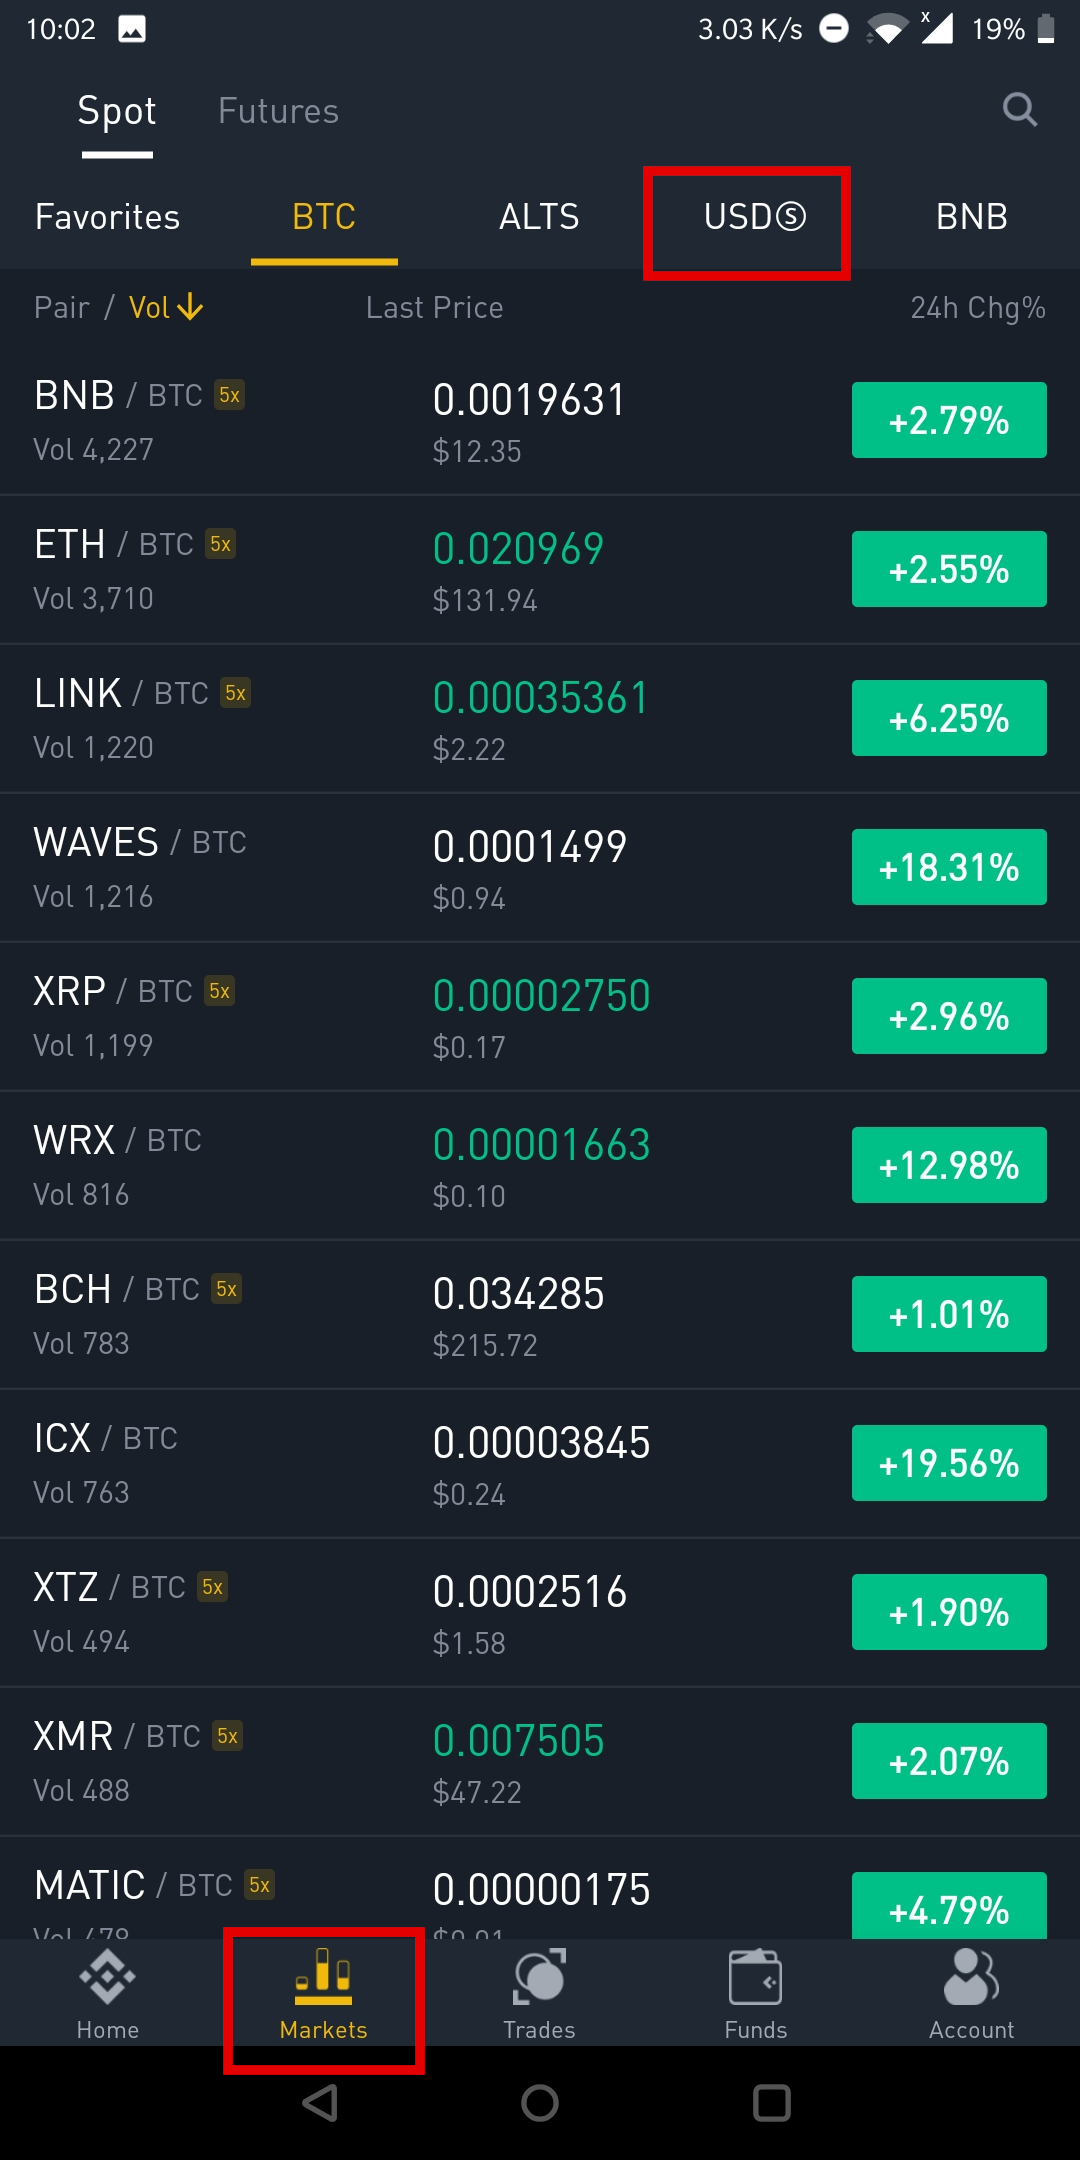 10:02 3.03 K/s 19%
Spot Futures
Favorites BTC ALTS USDⓈ BNB
Pair / Vol↓ Last Price 24h Chg%
BNB / BTC 5x 0.0019631 +2.79%
Vol 4,227 $12.35
ETH / BTC 5x 0.020969 +2.55%
Vol 3,710 $131.94
LINK / BTC 5x 0.00035361 +6.25%
Vol 1,220 $2.22
WAVES / BTC 0.0001499 +18.31%
Vol 1,216 $0.94
XRP / BTC 5x 0.00002750 +2.96%
Vol 1,199 $0.17
WRX / BTC 0.00001663 +12.98%
Vol 816 $0.10
BCH / BTC 5x 0.034285 +1.01%
Vol 783 $215.72
ICX / BTC 0.00003845 +19.56%
Vol 763 $0.24
XTZ / BTC 5x 0.0002516 +1.90%
Vol 494 $1.58
XMR / BTC 5x 0.007505 +2.07%
Vol 488 $47.22
MATIC / BTC 5x 0.00000175 +4.79%
Vol
Home Markets Trades Funds Account